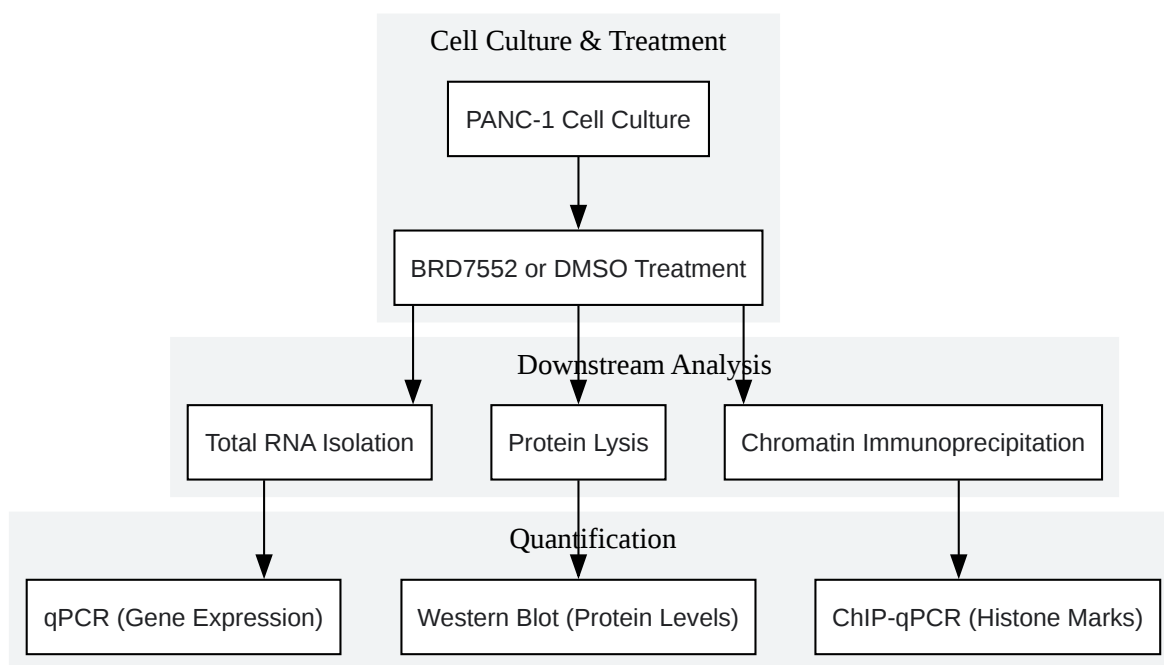 Cell Culture & Treatment
PANC-1 Cell Culture
BRD7552 or DMSO Treatment
Downstream Analysis
Total RNA Isolation
Protein Lysis
Chromatin Immunoprecipitation
Quantification
qPCR (Gene Expression)
Western Blot (Protein Levels)
ChIP-qPCR (Histone Marks)